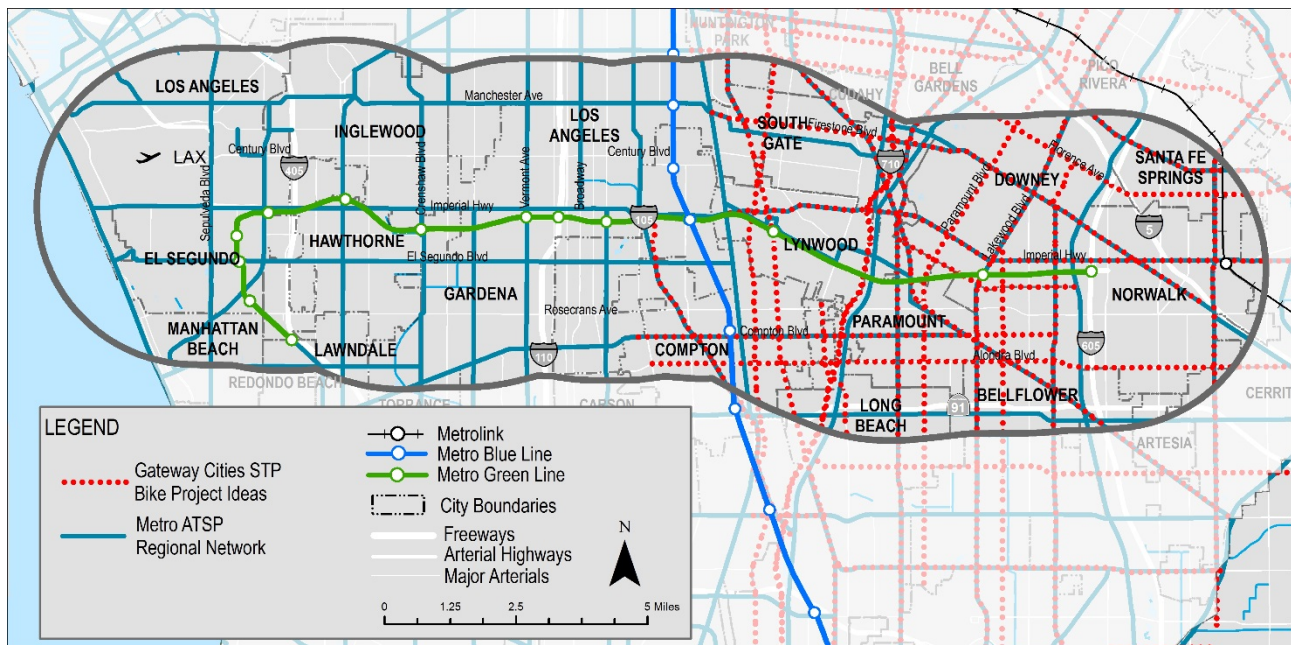 HUNTINGTON
PARK
BELL
GARDENS
PICO
RIVERA
CUDAHY
LOS ANGELES
Manchester Ave
LOS
ANGELES
INGLEWOOD
SOUTH
GATE
Firestone Blvd
Century Blvd
Century Blvd
LAX
405
710
Florence Ave
SANTA FE
SPRINGS
DOWNEY
Sepulveda Blvd
Crenshaw Blvd
Vermont Ave
Broadway
Paramount Blvd
Lakewood Blvd
Imperial Hwy
105
5
HAWTHORNE
LYNWOOD
EL SEGUNDO
El Segundo Blvd
Imperial Hwy
GARDENA
NORWALK
Rosecrans Ave
MANHATTAN
BEACH
LAWNDALE
110
COMPTON
Compton Blvd
PARAMOUNT
605
Alondra Blvd
REDONDO BEACH
TORRANCE
CARSON
LONG
BEACH
91
BELLFLOWER
CERRIT
ARTESIA
LEGEND
Gateway Cities STP
Bike Project Ideas
Metro ATSP
Regional Network
Metrolink
Metro Blue Line
Metro Green Line
City Boundaries
Freeways
Arterial Highways
Major Arterials
N
0 1.25 2.5 5 Miles